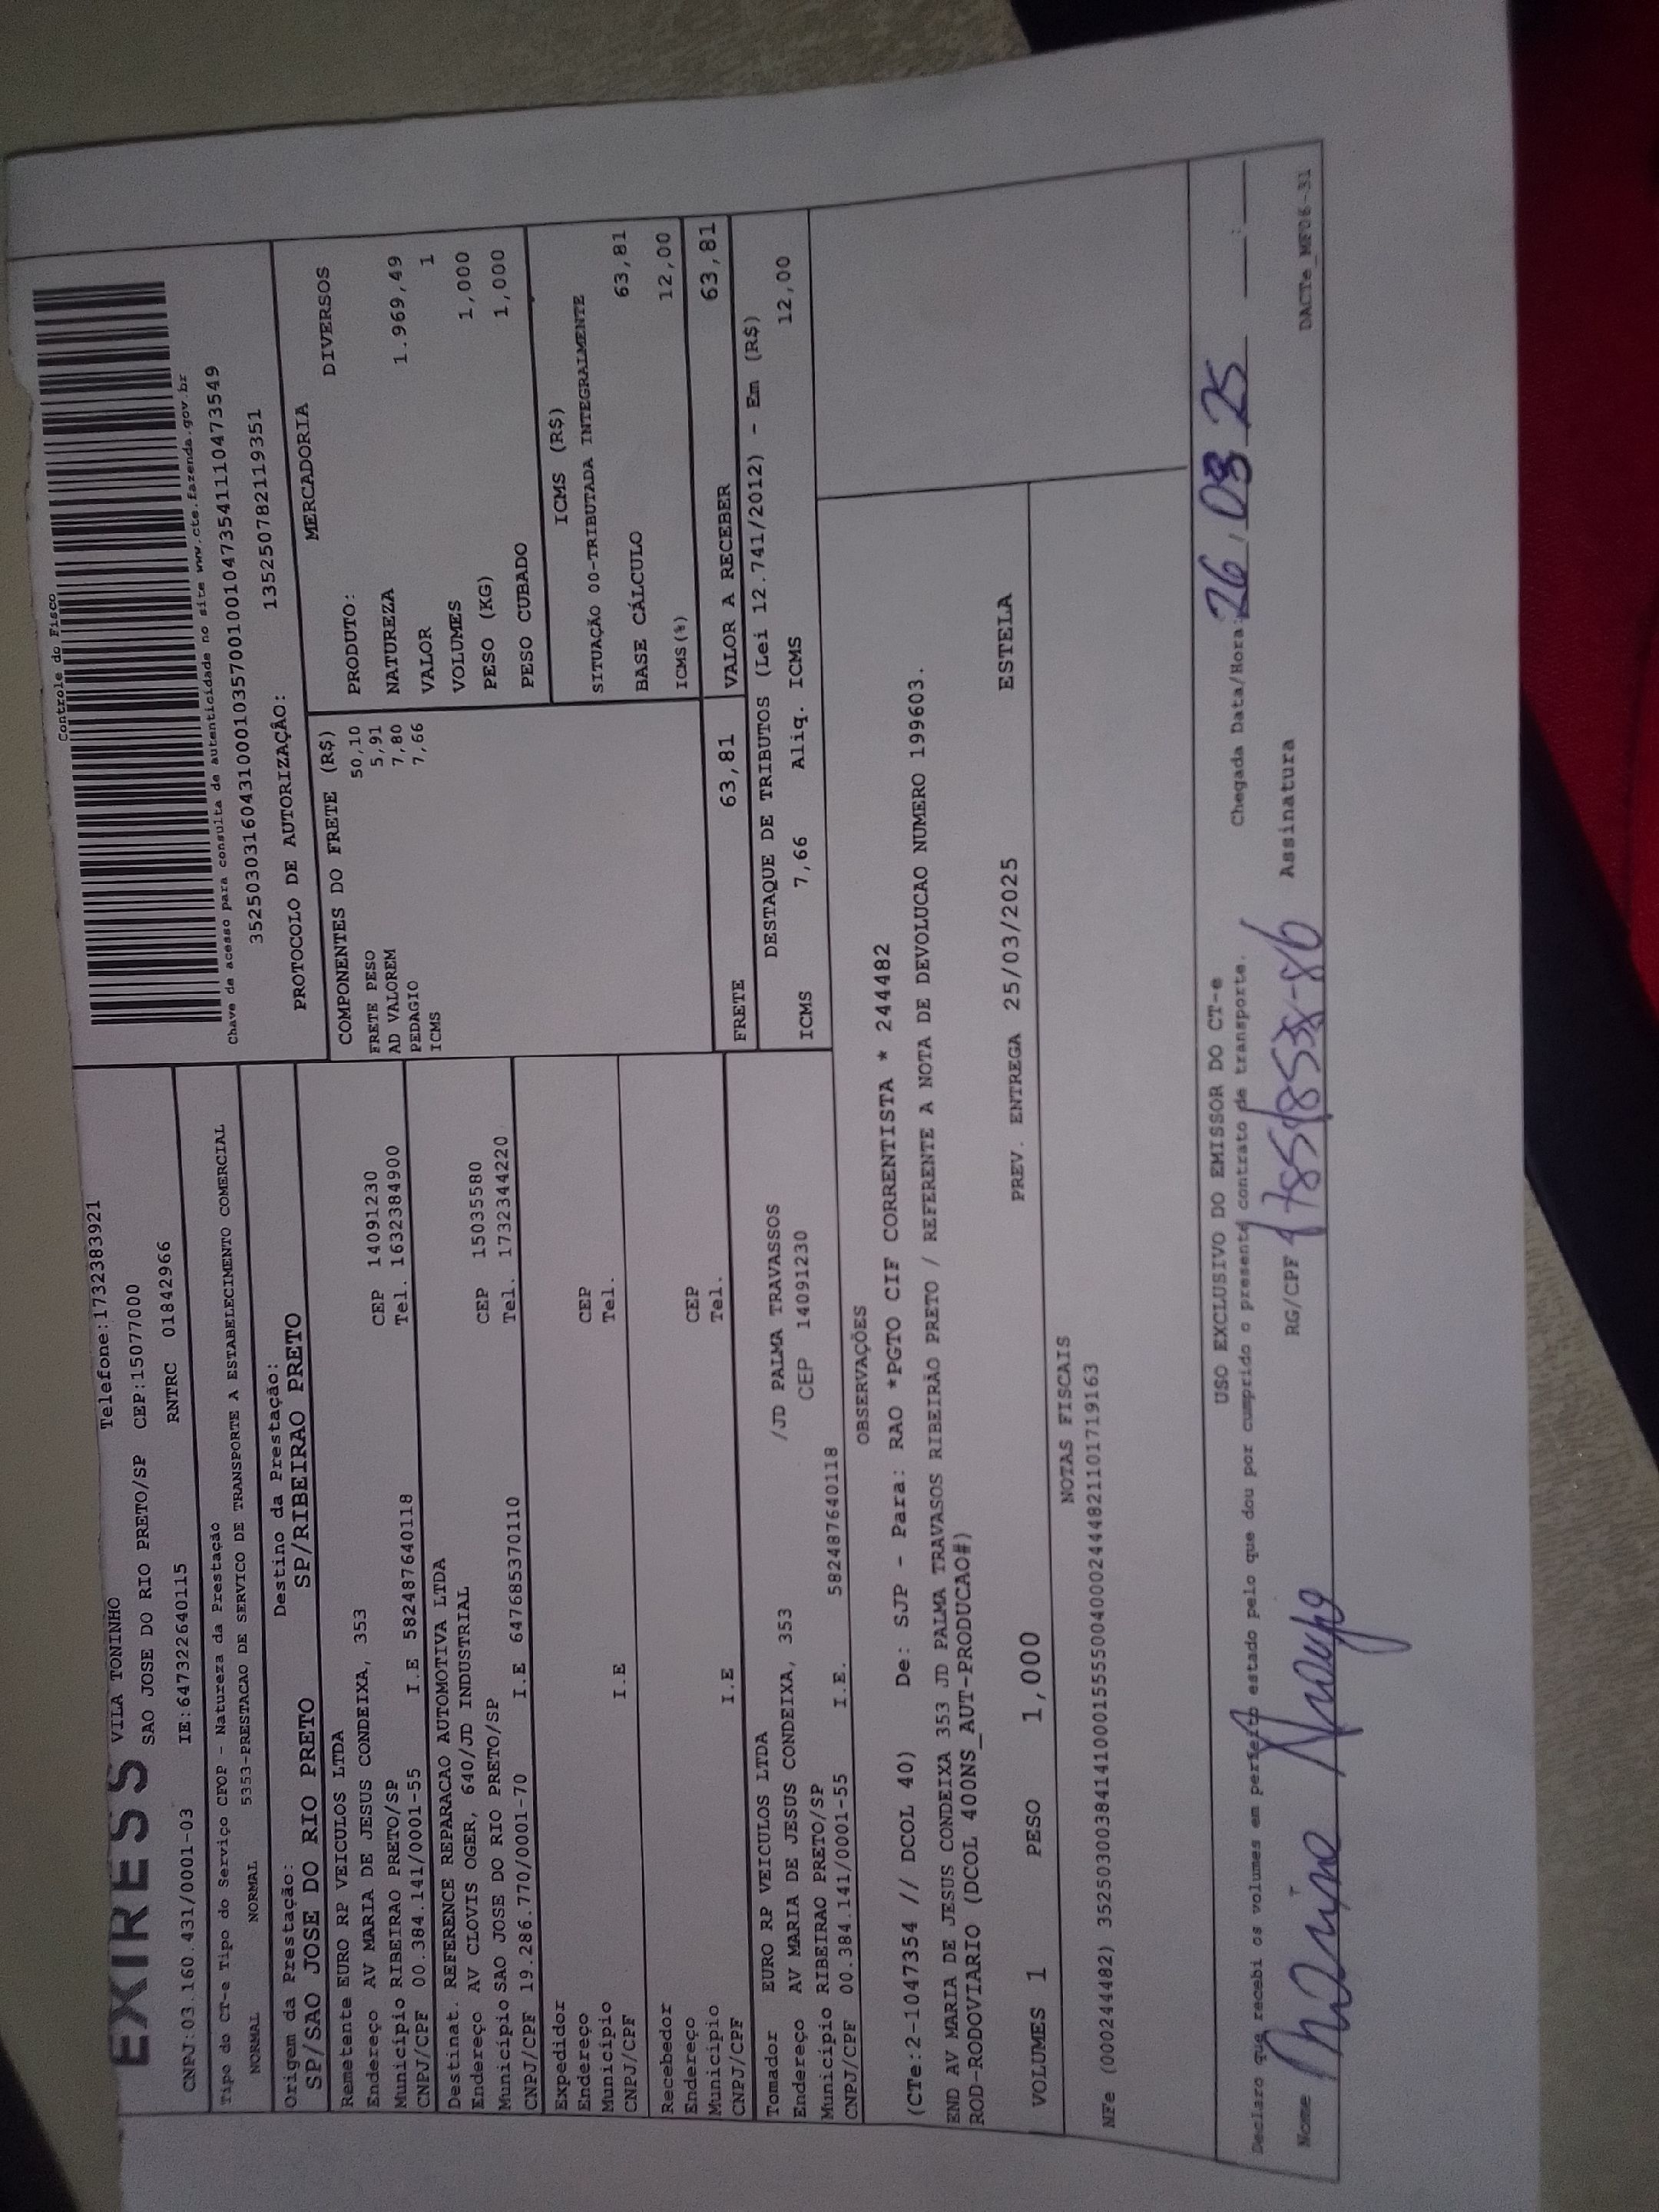 EXIRESS
VILA TONINHO Telefone:1732383921
SAO JOSE DO RIO PRETO/SP CEP:15077000
CNPJ:03.160.431/0001-03 IE:647322640115 RNTRC 01842966
Tipo do CT-e Tipo do Serviço CFOP - Natureza da Prestação
NORMAL NORMAL 5353-PRESTACAO DE SERVICO DE TRANSPORTE A ESTABELECIMENTO COMERCIAL
Origem da Prestação: Destino da Prestação:
SP/SAO JOSE DO RIO PRETO SP/RIBEIRAO PRETO
Remetente EURO RP VEICULOS LTDA
Endereço AV MARIA DE JESUS CONDEIXA, 353 CEP 14091230
Município RIBEIRAO PRETO/SP Tel. 1632384900
CNPJ/CPF 00.384.141/0001-55 I.E 582487640118
Destinat. REFERENCE REPARACAO AUTOMOTIVA LTDA
Endereço AV CLOVIS OGER, 640/JD INDUSTRIAL CEP 15035580
Município SAO JOSE DO RIO PRETO/SP Tel. 1732344220
CNPJ/CPF 19.286.770/0001-70 I.E 647685370110
Expedidor
Endereço CEP
Município Tel.
CNPJ/CPF I.E
Recebedor
Endereço CEP
Município Tel.
CNPJ/CPF I.E
Tomador EURO RP VEICULOS LTDA
Endereço AV MARIA DE JESUS CONDEIXA, 353 /JD PALMA TRAVASSOS
Município RIBEIRAO PRETO/SP CEP 14091230
CNPJ/CPF 00.384.141/0001-55 I.E. 582487640118
Controle do Fisco
Chave de acesso para consulta de autenticidade no site www.cte.fazenda.gov.br
35250303160431000103570010010473541110473549
PROTOCOLO DE AUTORIZAÇÃO: 135250782119351
COMPONENTES DO FRETE (R$)
FRETE PESO 50,10
AD VALOREM 5,91
PEDAGIO 7,80
ICMS 7,66
MERCADORIA
PRODUTO: DIVERSOS
NATUREZA
VALOR 1.969,49
VOLUMES 1
PESO (KG) 1,000
PESO CUBADO 1,000
ICMS (R$)
SITUAÇÃO 00-TRIBUTADA INTEGRALMENTE
BASE CÁLCULO 63,81
ICMS(%) 12,00
FRETE 63,81 VALOR A RECEBER 63,81
DESTAQUE DE TRIBUTOS (Lei 12.741/2012) - Em (R$)
ICMS 7,66 Aliq. ICMS 12,00
OBSERVAÇÕES
(CTe:2-1047354 // DCOL 40) De: SJP - Para: RAO *PGTO CIF CORRENTISTA * 244482
END AV MARIA DE JESUS CONDEIXA 353 JD PALMA TRAVASOS RIBEIRÃO PRETO / REFERENTE A NOTA DE DEVOLUCAO NUMERO 199603.
ROD-RODOVIARIO (DCOL 400NS_AUT-PRODUCAO#)
VOLUMES 1 PESO 1,000 PREV. ENTREGA 25/03/2025 ESTELA
NOTAS FISCAIS
NFe (000244482) 35250300384141000155550040002444821101719163
USO EXCLUSIVO DO EMISSOR DO CT-e
Declaro que recebi os volumes em perfeito estado pelo que dou por cumprido o presente contrato de transporte. Chegada Data/Hora: 26/03 25 __:__
Nome RG/CPF Assinatura
DACTe_MF06-31